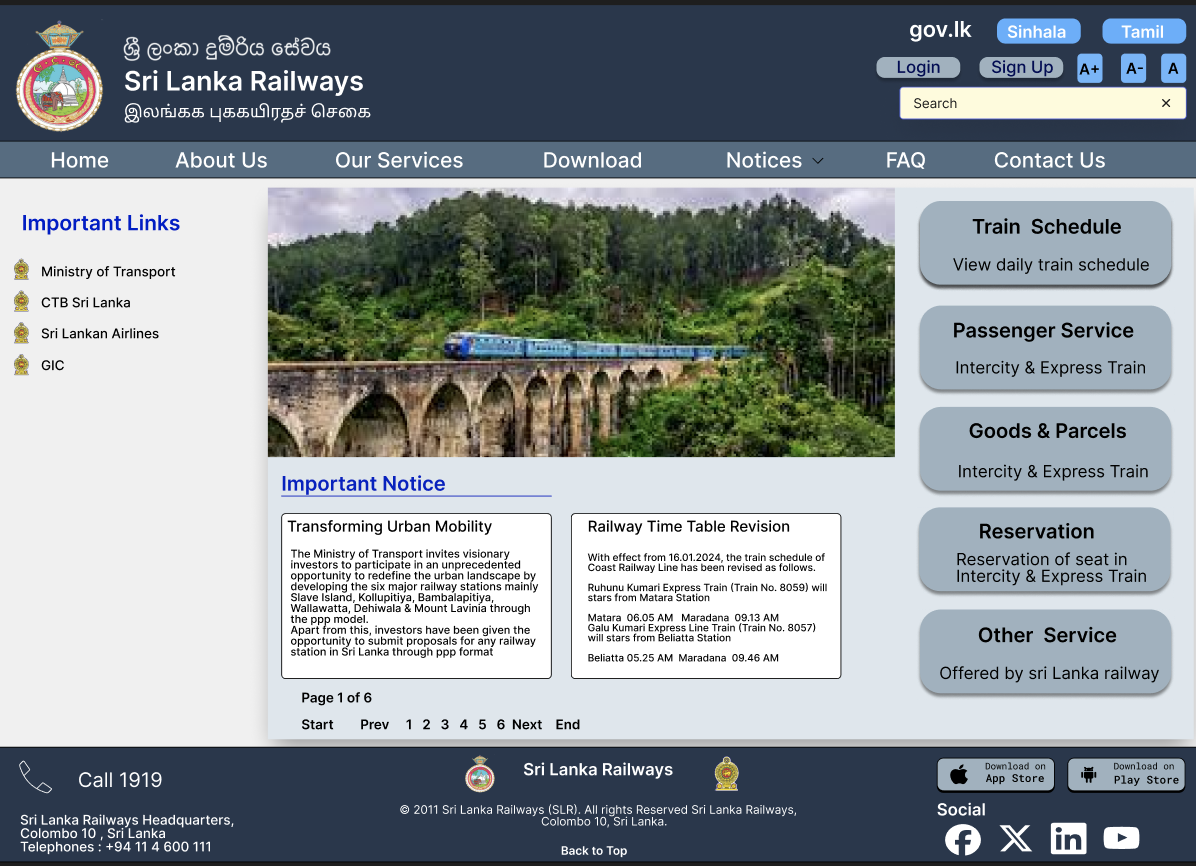 ශ්‍රී ලංකා දුම්රිය සේවය
Sri Lanka Railways
இலங்கக புககயிரதச் செகை
gov.lk
Sinhala
Tamil
Login
Sign Up
A+
A-
A
Search
×
Home
About Us
Our Services
Download
Notices
FAQ
Contact Us
Important Links
Ministry of Transport
CTB Sri Lanka
Sri Lankan Airlines
GIC
Important Notice
Transforming Urban Mobility
The Ministry of Transport invites visionary
investors to participate in an unprecedented
opportunity to redefine the urban landscape by
developing the six major railway stations mainly
Slave Island, Kollupitiya, Bambalapitiya,
Wallawatta, Dehiwala & Mount Lavinia through
the ppp model.
Apart from this, investors have been given the
opportunity to submit proposals for any railway
station in Sri Lanka through ppp format
Railway Time Table Revision
With effect from 16.01.2024, the train schedule of
Coast Railway Line has been revised as follows.
Ruhunu Kumari Express Train (Train No. 8059) will
stars from Matara Station
Matara 06.05 AM Maradana 09.13 AM
Galu Kumari Express Line Train (Train No. 8057)
will stars from Beliatta Station
Beliatta 05.25 AM Maradana 09.46 AM
Page 1 of 6
Start Prev 1 2 3 4 5 6 Next End
Train Schedule
View daily train schedule
Passenger Service
Intercity & Express Train
Goods & Parcels
Intercity & Express Train
Reservation
Reservation of seat in
Intercity & Express Train
Other Service
Offered by sri Lanka railway
Call 1919
Sri Lanka Railways Headquarters,
Colombo 10 , Sri Lanka
Telephones : +94 11 4 600 111
Sri Lanka Railways
© 2011 Sri Lanka Railways (SLR). All rights Reserved Sri Lanka Railways,
Colombo 10, Sri Lanka.
Back to Top
Download on
App Store
Download on
Play Store
Social